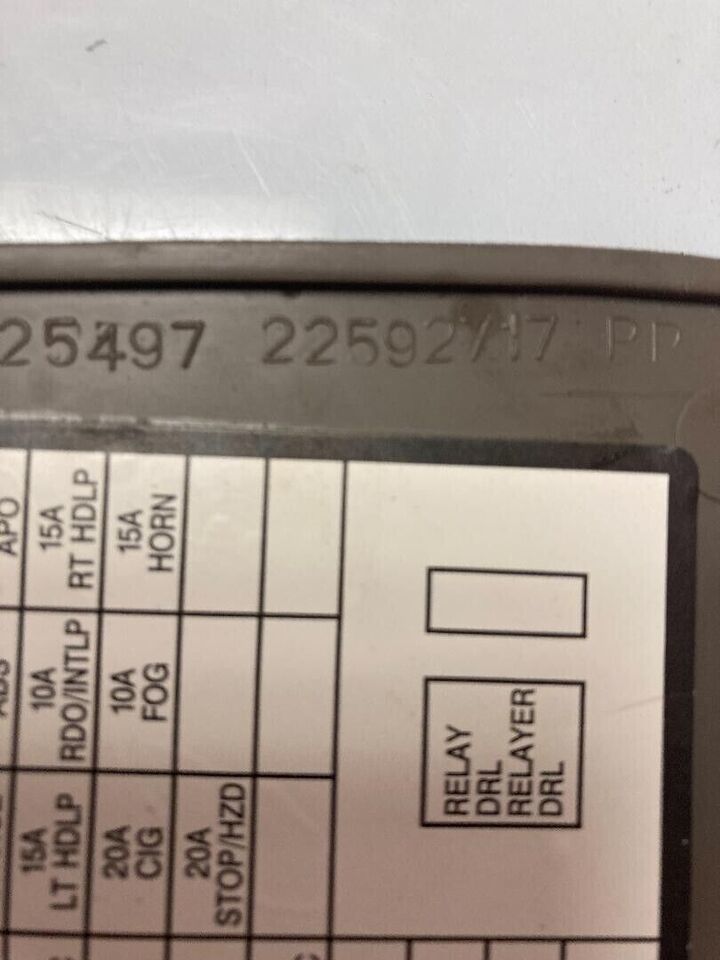 25497 22592717 PP
APO
15A
LT HDLP
10A
RDO/INTLP
15A
RT HDLP
20A
CIG
10A
FOG
15A
HORN
20A
STOP/HZD
RELAY
DRL
RELAYER
DRL